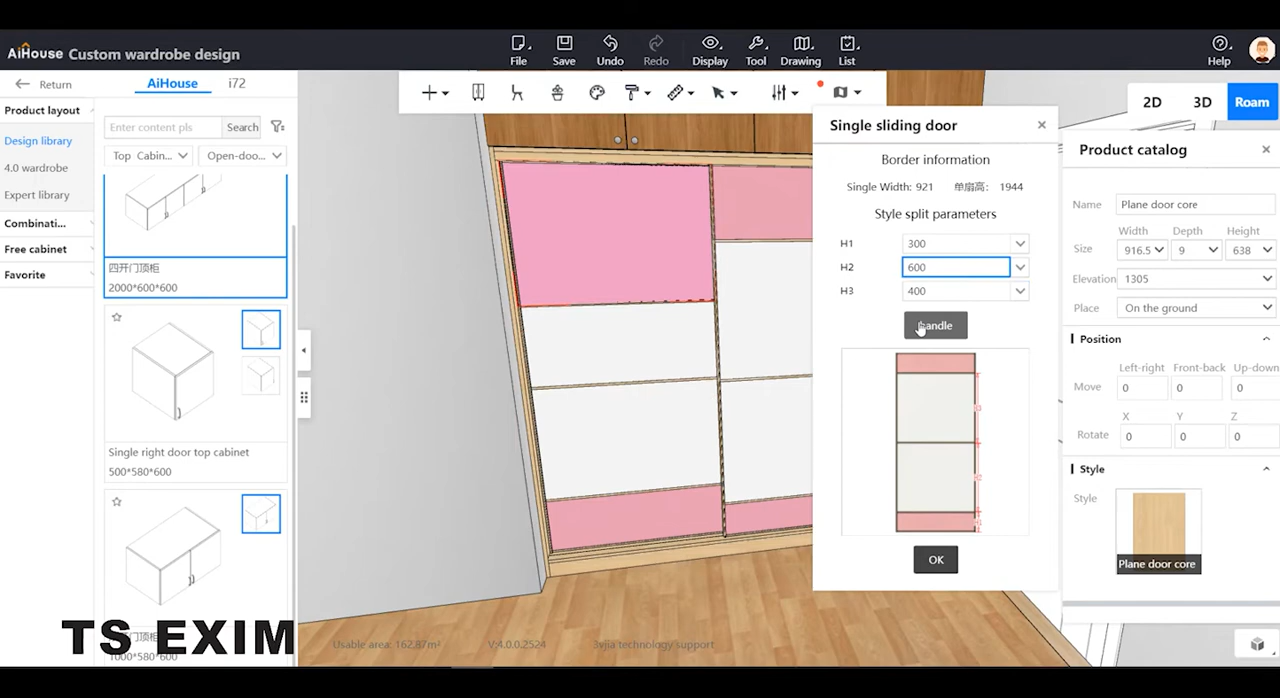 AiHouse Custom wardrobe design
File
Save
Undo
Redo
Display
Tool
Drawing
List
Help
Return
AiHouse
i72
Product layout
Design library
4.0 wardrobe
Expert library
Combinati...
Free cabinet
Favorite
Enter content pls
Search
Top Cabin...
Open-doo...
四开门顶柜
2000*600*600
Single right door top cabinet
500*580*600
1000*580*600
TS EXIM
Usable area: 162.87m²
V:4.0.0.2524
3vjia technology support
2D
3D
Roam
Single sliding door
Border information
Single Width: 921
单扇高: 1944
Style split parameters
H1
300
H2
600
H3
400
andle
OK
Product catalog
Name
Plane door core
Width
Depth
Height
Size
916.5
9
638
Elevation
1305
Place
On the ground
Position
Left-right
Front-back
Up-down
Move
0
0
0
X
Y
Z
Rotate
0
0
0
Style
Style
Plane door core